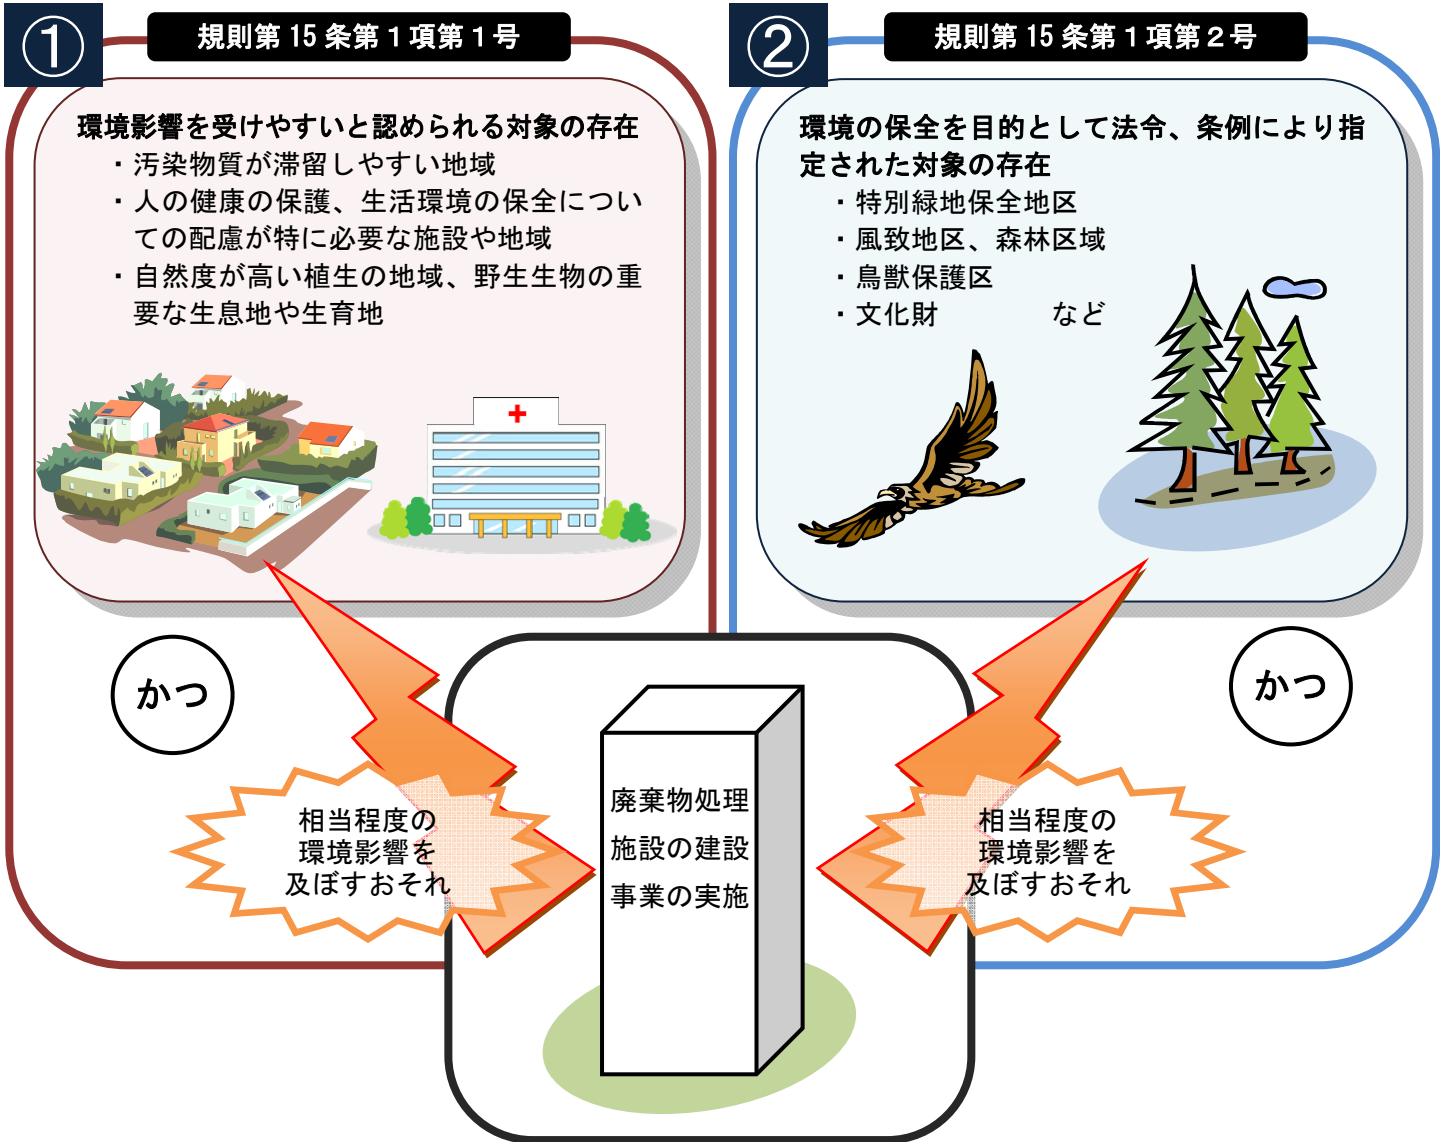 ①
規則第15条第1項第1号
環境影響を受けやすいと認められる対象の存在
・汚染物質が滞留しやすい地域
・人の健康の保護、生活環境の保全につい
ての配慮が特に必要な施設や地域
・自然度が高い植生の地域、野生生物の重
要な生息地や生育地
かつ
相当程度の
環境影響を
及ぼすおそれ
②
規則第15条第1項第2号
環境の保全を目的として法令、条例により指
定された対象の存在
・特別緑地保全地区
・風致地区、森林区域
・鳥獣保護区
・文化財 など
かつ
相当程度の
環境影響を
及ぼすおそれ
廃棄物処理
施設の建設
事業の実施